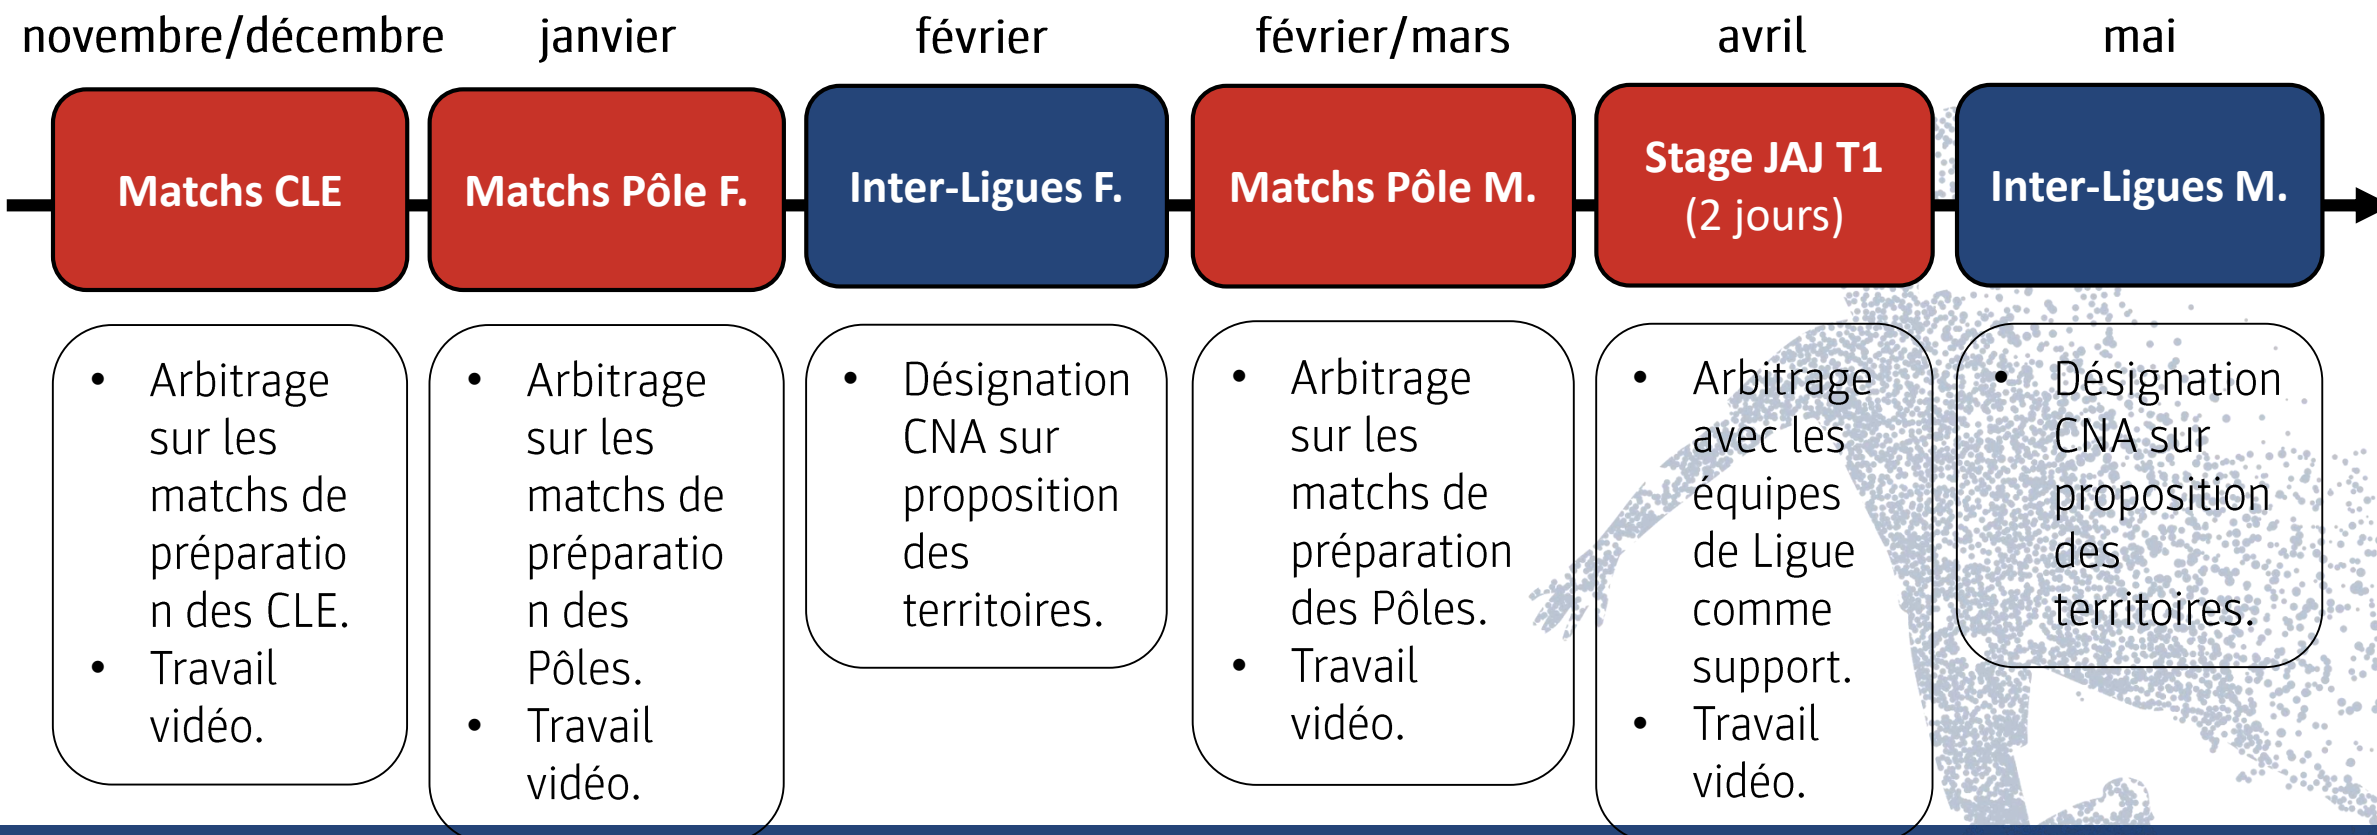 novembre/décembre
janvier
février
février/mars
avril
mai
Matchs CLE
Matchs Pôle F.
Inter-Ligues F.
Matchs Pôle M.
Stage JAJ T1
(2 jours)
Inter-Ligues M.
• Arbitrage
sur les
matchs de
préparatio
n des CLE.
• Travail
vidéo.
• Arbitrage
sur les
matchs de
préparatio
n des
Pôles.
• Travail
vidéo.
• Désignation
CNA sur
proposition
des
territoires.
• Arbitrage
sur les
matchs de
préparation
des Pôles.
• Travail
vidéo.
• Arbitrage
avec les
équipes
de Ligue
comme
support.
• Travail
vidéo.
• Désignation
CNA sur
proposition
des
territoires.